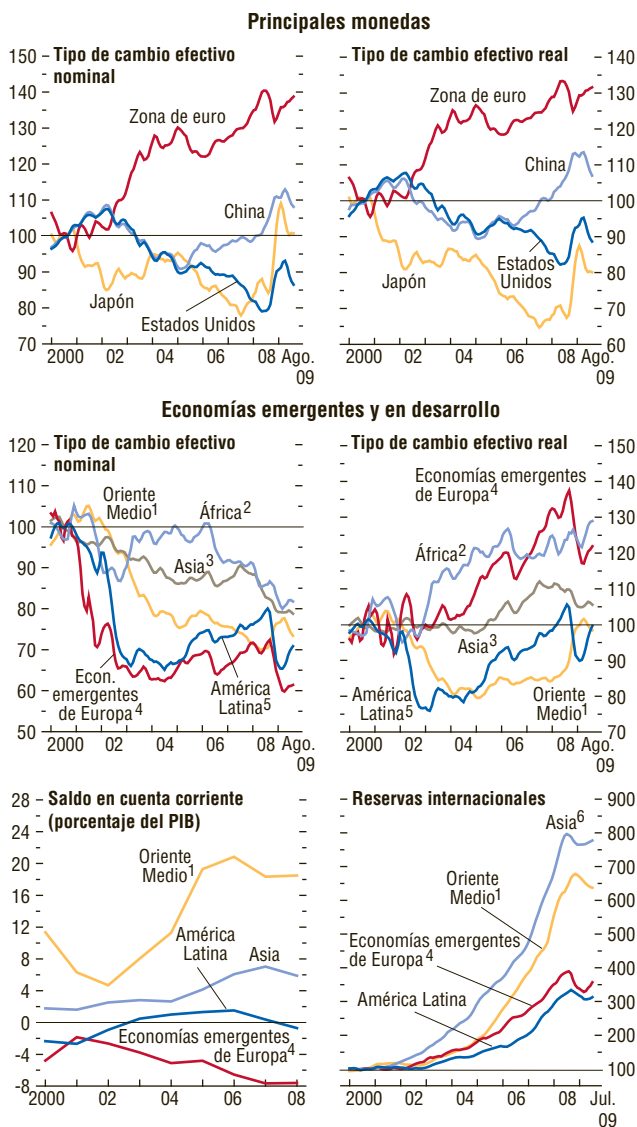 Principales monedas
Tipo de cambio efectivo
nominal
150
140
130
120
110
100
90
80
70
Zona de euro
China
Japón
Estados Unidos
2000 02 04 06 08 Ago.
09
Tipo de cambio efectivo real
140
130
120
110
100
90
80
70
60
Zona de euro
China
Estados
Unidos
Japón
2000 02 04 06 08 Ago.
09
Economías emergentes y en desarrollo
Tipo de cambio efectivo
nominal
120
110
100
90
80
70
60
50
Oriente
Medio1
África2
Asia3
Econ.
emergentes
de Europa4
América
Latina5
2000 02 04 06 08 Ago.
09
Tipo de cambio efectivo real
150
140
130
120
110
100
90
80
70
Economías emergentes
de Europa4
África2
Asia3
América
Latina5
Oriente
Medio1
2000 02 04 06 08 Ago.
09
Saldo en cuenta corriente
(porcentaje del PIB)
28
24
20
16
12
8
4
0
-4
-8
Oriente
Medio1
América
Latina
Asia
Economías emergentes
de Europa4
2000 02 04 06 08
Reservas internacionales
900
800
700
600
500
400
300
200
100
Asia6
Oriente
Medio1
Economías emergentes
de Europa4
América Latina
2000 02 04 06 08 Jul.
09